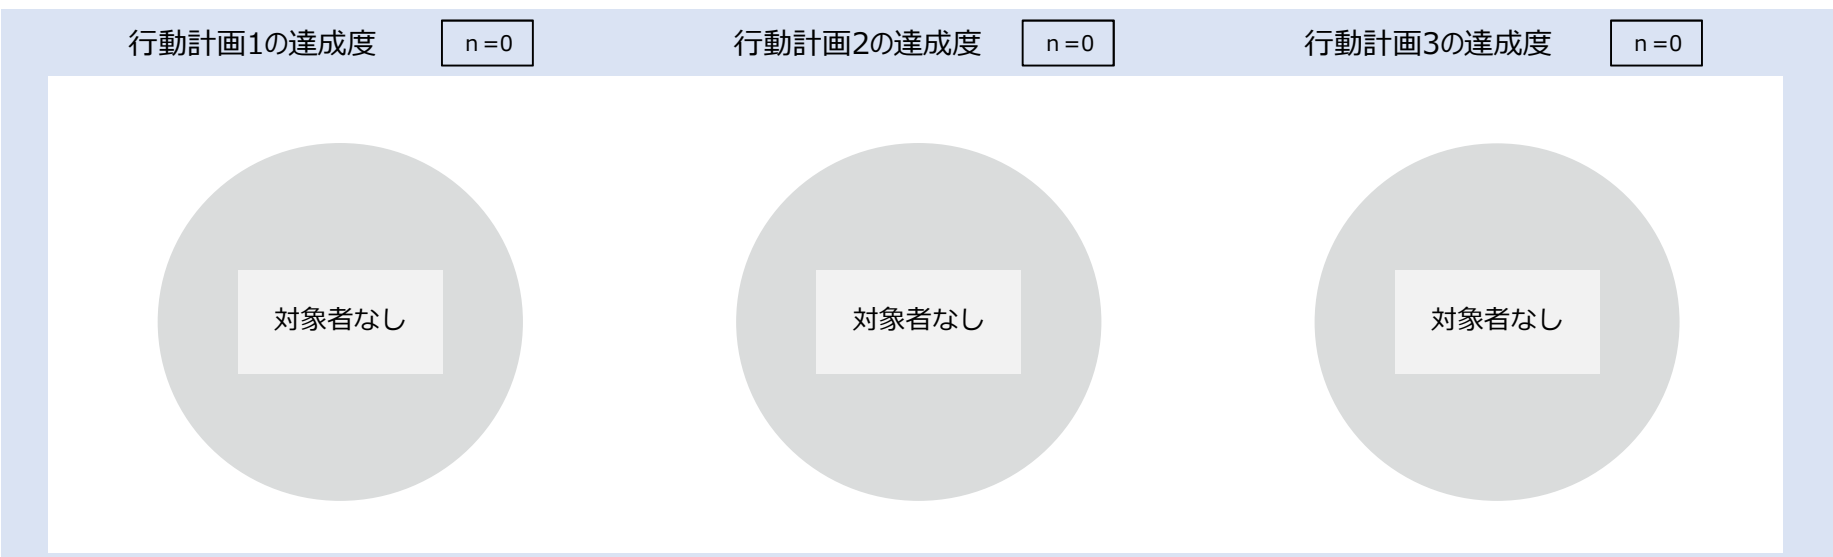 行動計画1の達成度 n=0 行動計画2の達成度 n=0 行動計画3の達成度 n=0
対象者なし 対象者なし 対象者なし